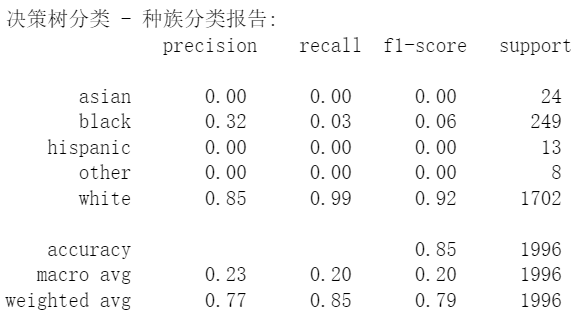 决策树分类 - 种族分类报告:
precision recall f1-score support
asian 0.00 0.00 0.00 24
black 0.32 0.03 0.06 249
hispanic 0.00 0.00 0.00 13
other 0.00 0.00 0.00 8
white 0.85 0.99 0.92 1702
accuracy 0.85 1996
macro avg 0.23 0.20 0.20 1996
weighted avg 0.77 0.85 0.79 1996